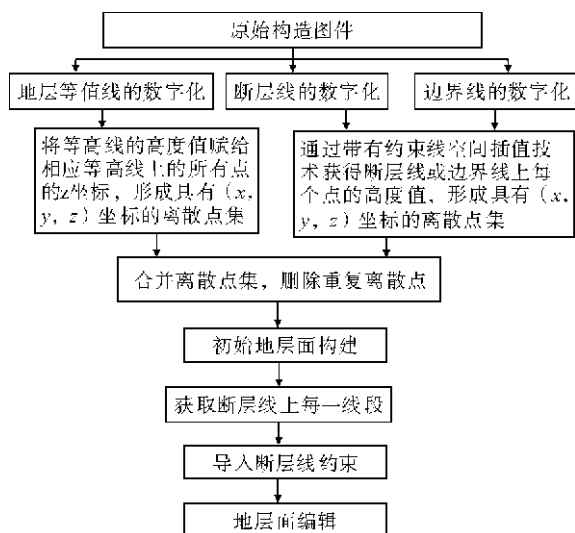 原始构造图件
地层等值线的数字化
断层线的数字化
边界线的数字化
将等高线的高度值赋给
相应等高线上的所有点
的z坐标，形成具有（x,
y, z）坐标的离散点集
通过带有约束线空间插值技
术获得断层线或边界线上每
个点的高度值，形成具有（x,
y, z）坐标的离散点集
合并离散点集，删除重复离散点
初始地层面构建
获取断层线上每一线段
导入断层线约束
地层面编辑